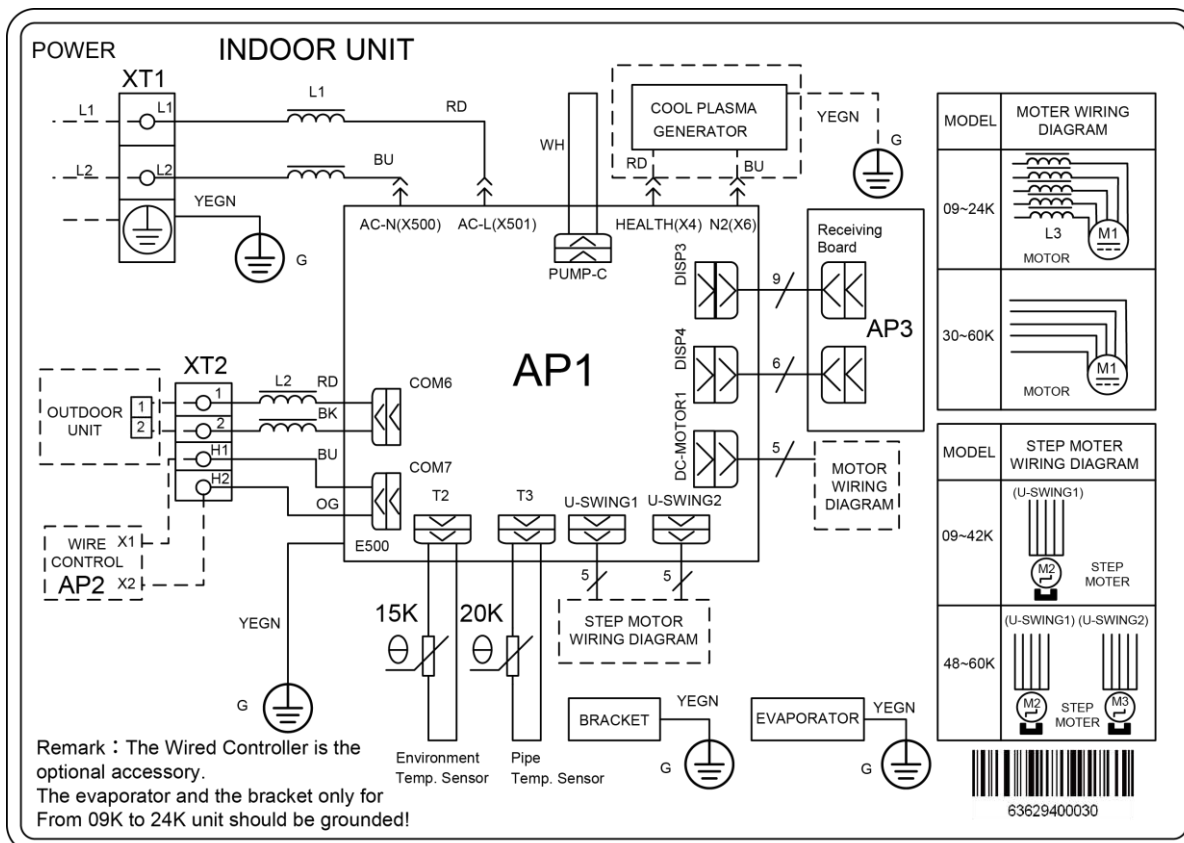 POWER
INDOOR UNIT
XT1
L1
L1
L1
RD
L2
L2
BU
YEGN
G
WH
COOL PLASMA
GENERATOR
RD
BU
YEGN
G
AC-N(X500)
AC-L(X501)
PUMP-C
HEALTH(X4)
N2(X6)
DISP3
9
Receiving
Board
AP3
DISP4
6
AP1
DC-MOTOR1
5
MOTOR
WIRING
DIAGRAM
XT2
OUTDOOR
UNIT
1
2
1
2
H1
H2
L2
RD
BK
BU
OG
COM6
COM7
E500
WIRE
CONTROL
AP2
X1
X2
YEGN
G
T2
T3
U-SWING1
U-SWING2
5
5
STEP MOTOR
WIRING DIAGRAM
15K
20K
Environment
Temp. Sensor
Pipe
Temp. Sensor
BRACKET
YEGN
G
EVAPORATOR
YEGN
G
MODEL
MOTER WIRING
DIAGRAM
09~24K
L3
M1
MOTOR
30~60K
M1
MOTOR
MODEL
STEP MOTER
WIRING DIAGRAM
09~42K
(U-SWING1)
M2
STEP
MOTER
48~60K
(U-SWING1) (U-SWING2)
M2
STEP
MOTER
M3
63629400030
Remark：The Wired Controller is the
optional accessory.
The evaporator and the bracket only for
From 09K to 24K unit should be grounded!